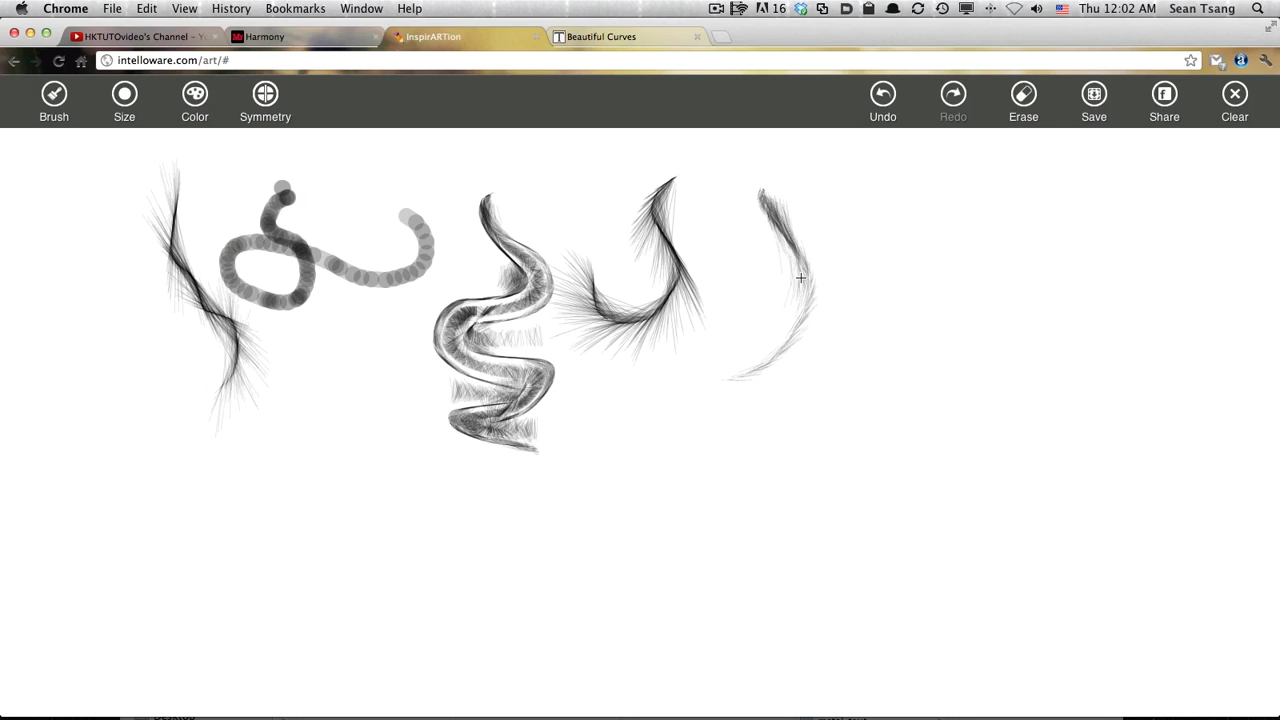 Chrome File Edit View History Bookmarks Window Help 16 Thu 12:02 AM Sean Tsang
HKTUTOvideo's Channel - Harmony InspirARTion Beautiful Curves
intelloware.com/art/#
Brush Size Color Symmetry Undo Redo Erase Save Share Clear